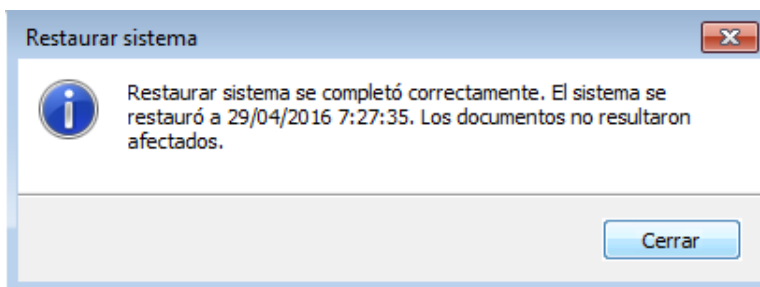 Restaurar sistema
Restaurar sistema se completó correctamente. El sistema se
restauró a 29/04/2016 7:27:35. Los documentos no resultaron
afectados.
Cerrar